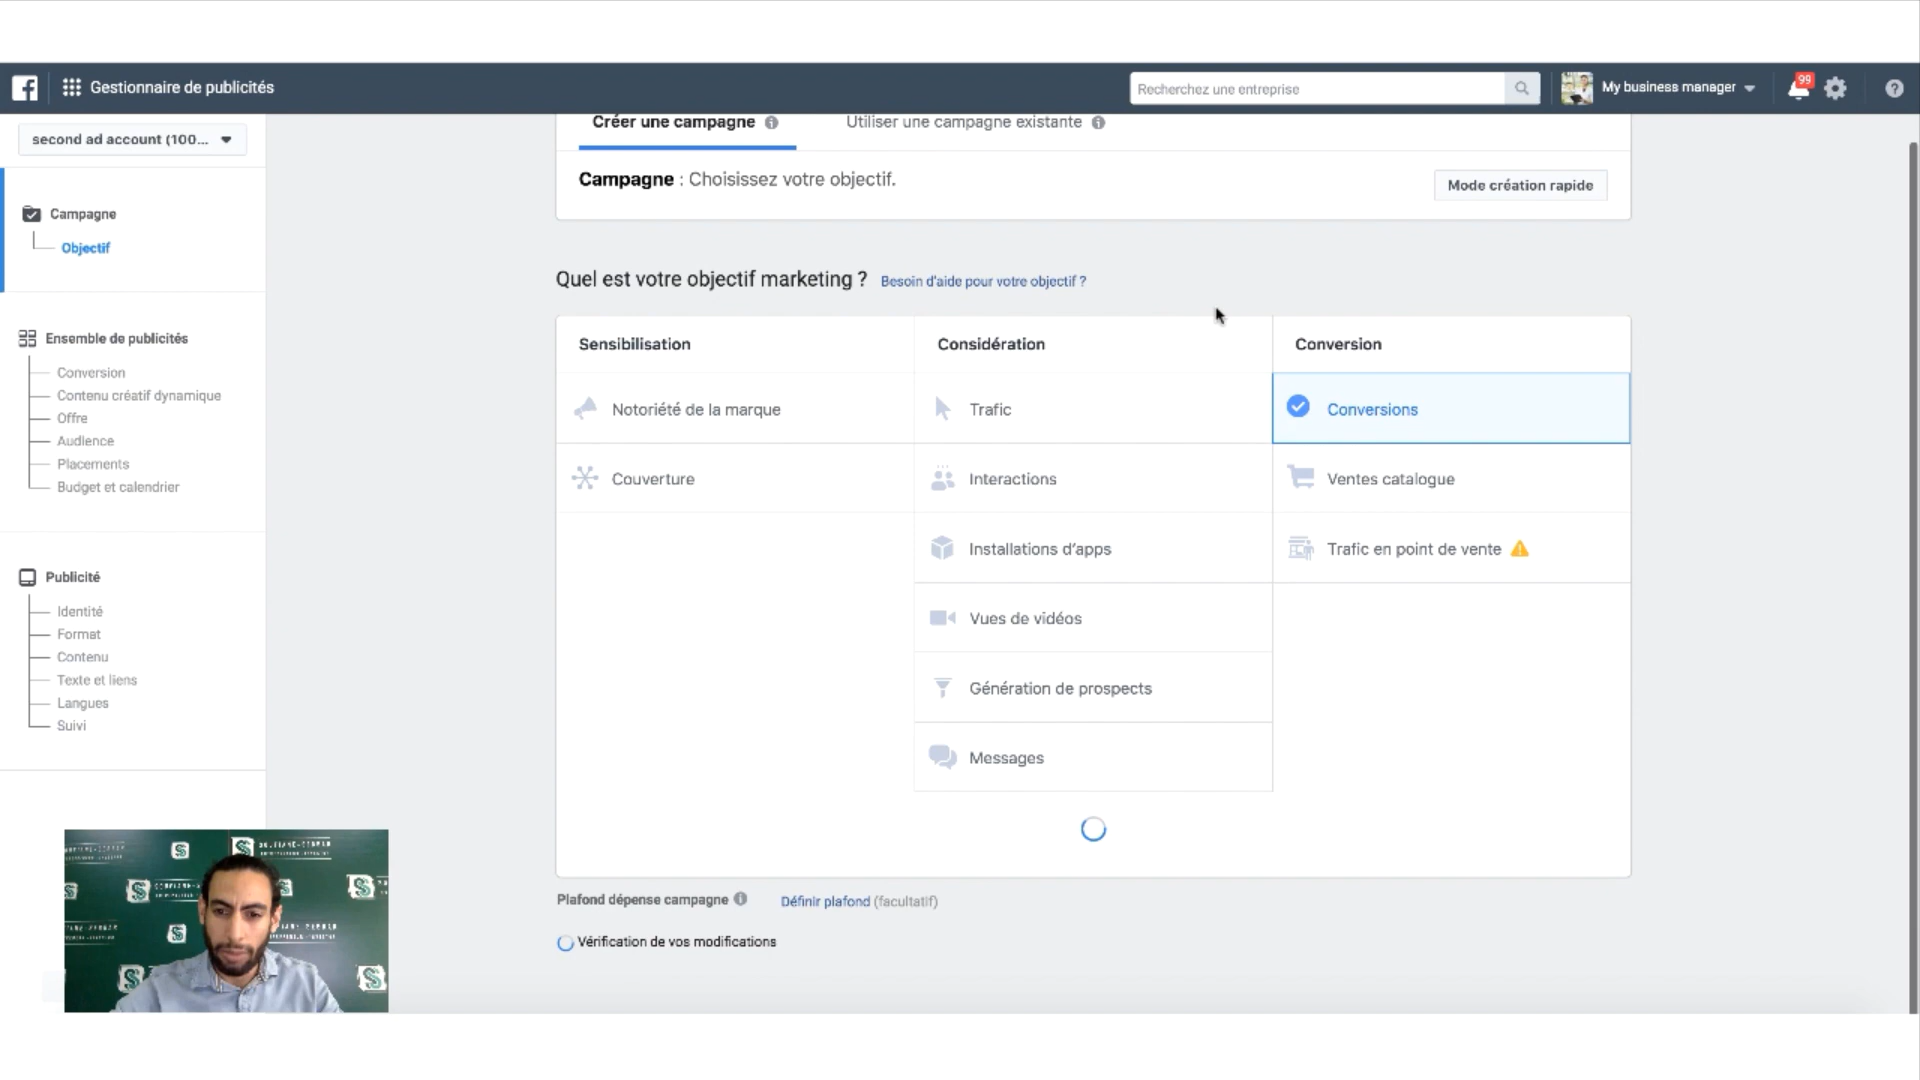 Gestionnaire de publicités
Recherchez une entreprise
My business manager
99
second ad account (100...
Campagne
Objectif
Ensemble de publicités
Conversion
Contenu créatif dynamique
Offre
Audience
Placements
Budget et calendrier
Publicité
Identité
Format
Contenu
Texte et liens
Langues
Suivi
Créer une campagne
Utiliser une campagne existante
Campagne : Choisissez votre objectif.
Mode création rapide
Quel est votre objectif marketing ? Besoin d'aide pour votre objectif ?
Sensibilisation
Considération
Conversion
Notoriété de la marque
Trafic
Conversions
Couverture
Interactions
Ventes catalogue
Installations d'apps
Trafic en point de vente
Vues de vidéos
Génération de prospects
Messages
Plafond dépense campagne
Définir plafond (facultatif)
Vérification de vos modifications